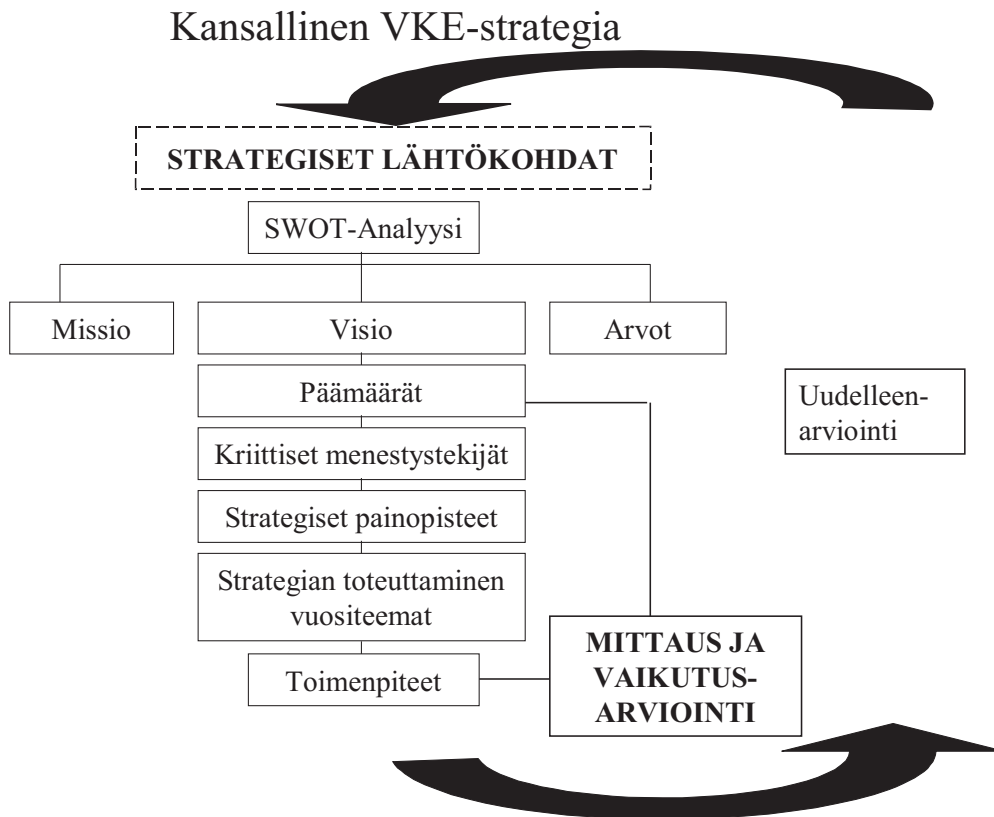 Kansallinen VKE-strategia
STRATEGISET LÄHTÖKOHDAT
SWOT-Analyysi
Missio
Visio
Arvot
Päämäärät
Uudelleen-
arviointi
Kriittiset menestystekijät
Strategiset painopisteet
Strategian toteuttaminen
vuositeemat
Toimenpiteet
MITTAUS JA
VAIKUTUS-
ARVIOINTI